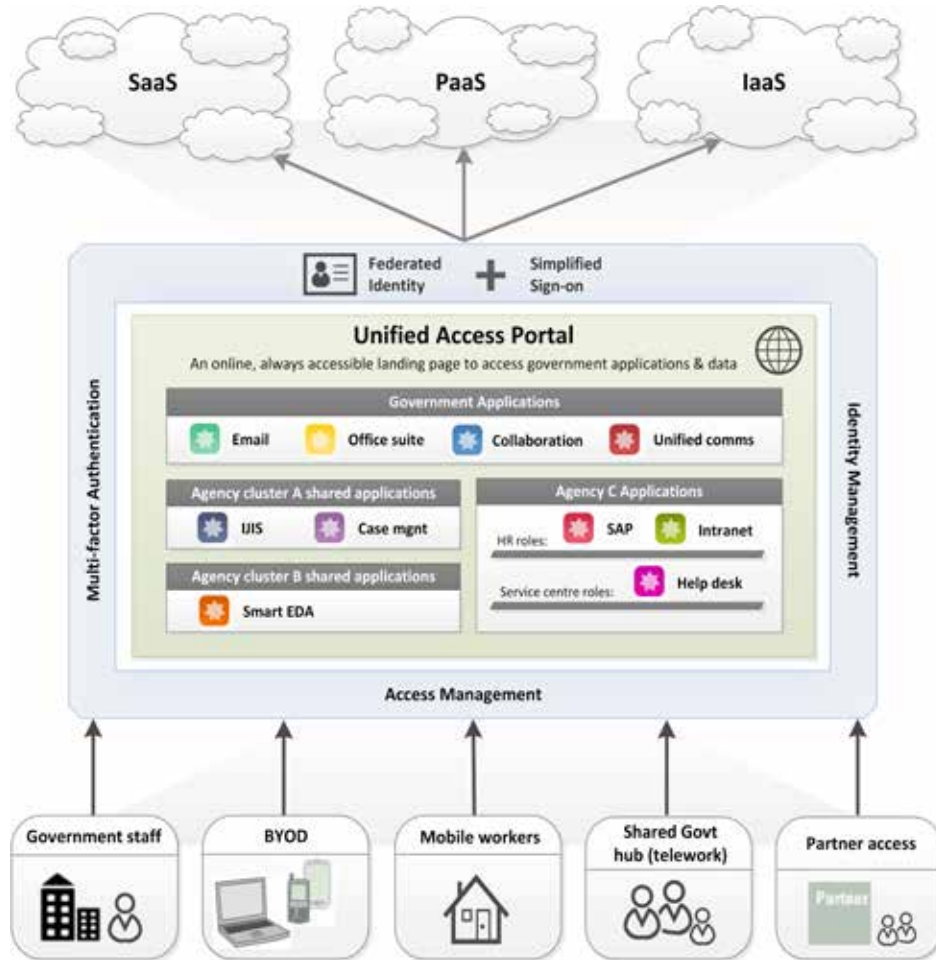 SaaS
PaaS
IaaS
Federated
Identity
Simplified
Sign-on
Multi-factor Authentication
Unified Access Portal
An online, always accessible landing page to access government applications & data
Government Applications
Email
Office suite
Collaboration
Unified comms
Agency cluster A shared applications
IJIS
Case mgnt
Agency cluster B shared applications
Smart EDA
Agency C Applications
HR roles:
SAP
Intranet
Service centre roles:
Help desk
Identity Management
Access Management
Government staff
BYOD
Mobile workers
Shared Govt
hub (telework)
Partner access
Partner